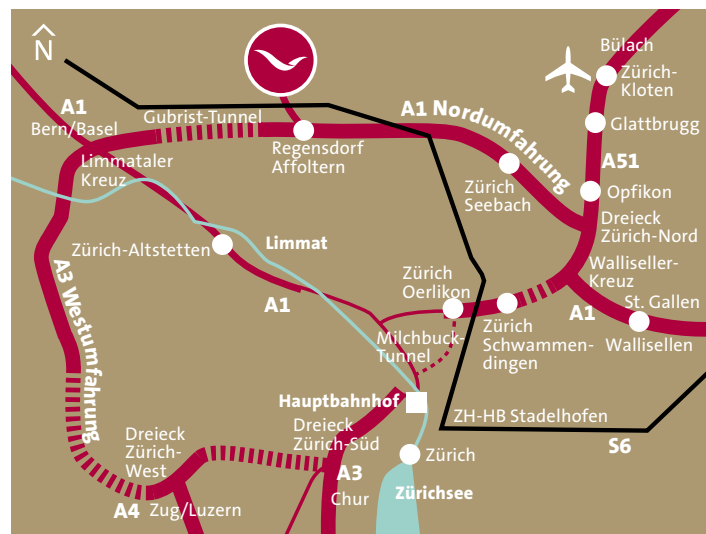 N
Bülach
Zürich-
Kloten
A1
Bern/Basel
Gubrist-Tunnel
A1 Nordumfahrung
Glattbrugg
Regensdorf
Affoltern
Limmataler
Kreuz
A51
Zürich
Seebach
Opfikon
Dreieck
Zürich-Nord
Zürich-Altstetten
Limmat
A3 Westumfahrung
Zürich
Oerlikon
Walliseller-
Kreuz
St. Gallen
A1
A1
Milchbuck-
Tunnel
Zürich
Schwammen-
dingen
Wallisellen
Hauptbahnhof
ZH-HB Stadelhofen
S6
Dreieck
Zürich-Süd
Dreieck
Zürich-
West
Zürich
A3
Chur
Zürichsee
A4
Zug/Luzern